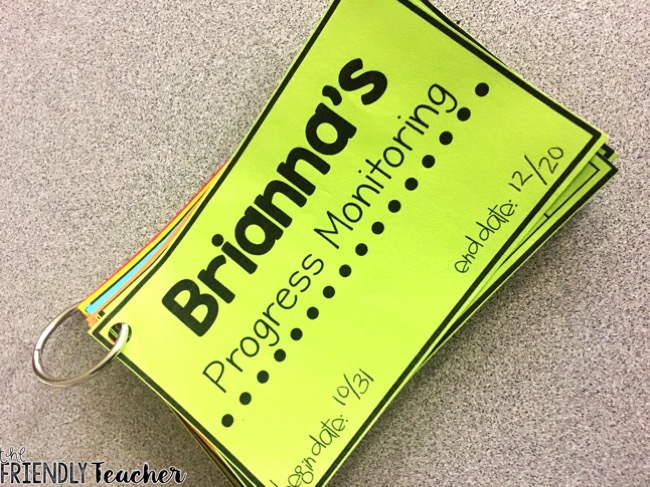 Brianna's
Progress Monitoring
begin date: 10/31
end date: 12/20
the
FRIENDLY Teacher